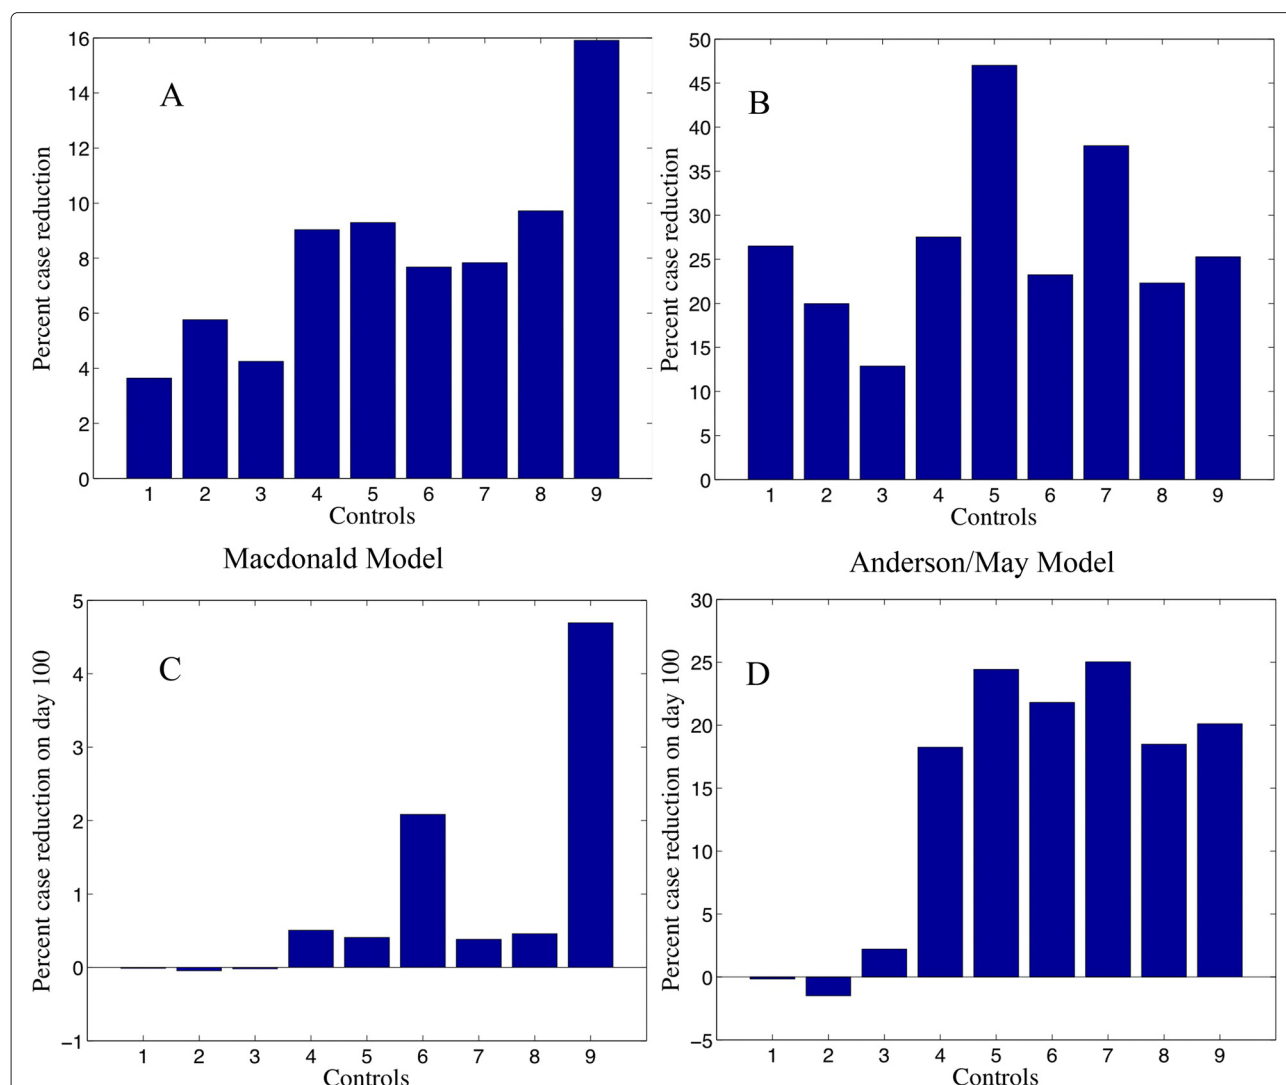 A
Percent case reduction
16
14
12
10
8
6
4
2
0
1 2 3 4 5 6 7 8 9
Controls
Macdonald Model
B
Percent case reduction
50
45
40
35
30
25
20
15
10
5
0
1 2 3 4 5 6 7 8 9
Controls
Anderson/May Model
C
Percent case reduction on day 100
5
4
3
2
1
0
−1
1 2 3 4 5 6 7 8 9
Controls
D
Percent case reduction on day 100
30
25
20
15
10
5
0
−5
1 2 3 4 5 6 7 8 9
Controls